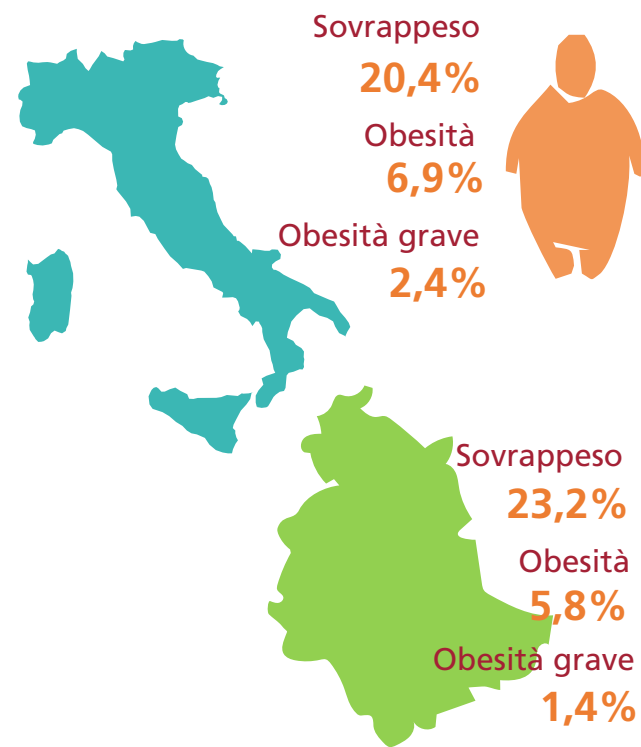 Sovrappeso
20,4%
Obesità
6,9%
Obesità grave
2,4%
Sovrappeso
23,2%
Obesità
5,8%
Obesità grave
1,4%